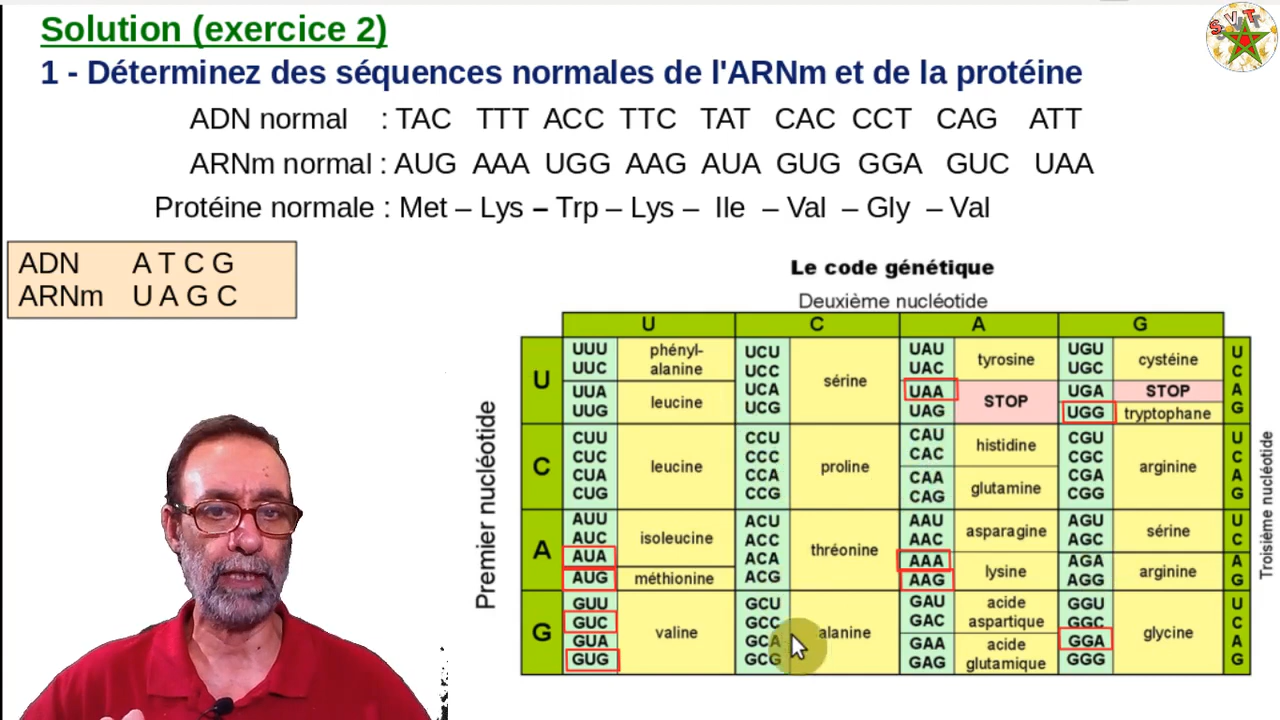 Solution (exercice 2)
1 - Déterminez des séquences normales de l'ARNm et de la protéine
ADN normal : TAC TTT ACC TTC TAT CAC CCT CAG ATT
ARNm normal : AUG AAA UGG AAG AUA GUG GGA GUC UAA
Protéine normale : Met – Lys – Trp – Lys – Ile – Val – Gly – Val
ADN A T C G
ARNm U A G C
Le code génétique
Deuxième nucléotide
U C A G
Premier nucléotide
Troisième nucléotide
U
UUU phényl- UCU UAU tyrosine UGU cystéine U
UUC alanine UCC sérine UAC UGC C
UUA leucine UCA UAA STOP UGA STOP A
UUG UCG UAG UGG tryptophane G
C
CUU CCU CAU histidine CGU U
CUC leucine CCC proline CAC CGC arginine C
CUA CCA CAA glutamine CGA A
CUG CCG CAG CGG G
A
AUU isoleucine ACU AAU asparagine AGU sérine U
AUC ACC thréonine AAC AGC C
AUA ACA AAA lysine AGA arginine A
AUG méthionine ACG AAG AGG G
G
GUU GCU GAU acide GGU U
GUC valine GCC alanine GAC aspartique GGC glycine C
GUA GCA GAA acide GGA A
GUG GCG GAG glutamique GGG G